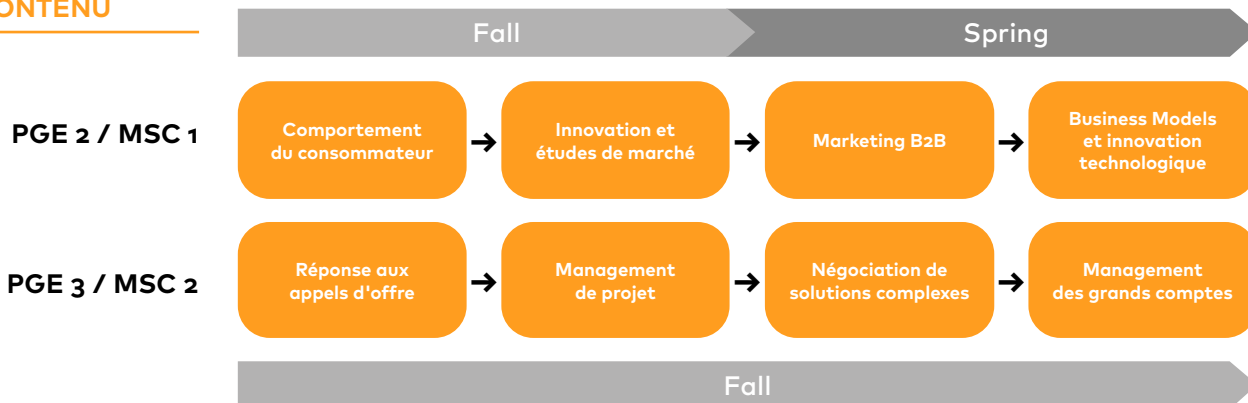 Fall
Spring
PGE 2 / MSC 1
Comportement
du consommateur
Innovation et
études de marché
Marketing B2B
Business Models
et innovation
technologique
PGE 3 / MSC 2
Réponse aux
appels d'offre
Management
de projet
Négociation de
solutions complexes
Management
des grands comptes
Fall